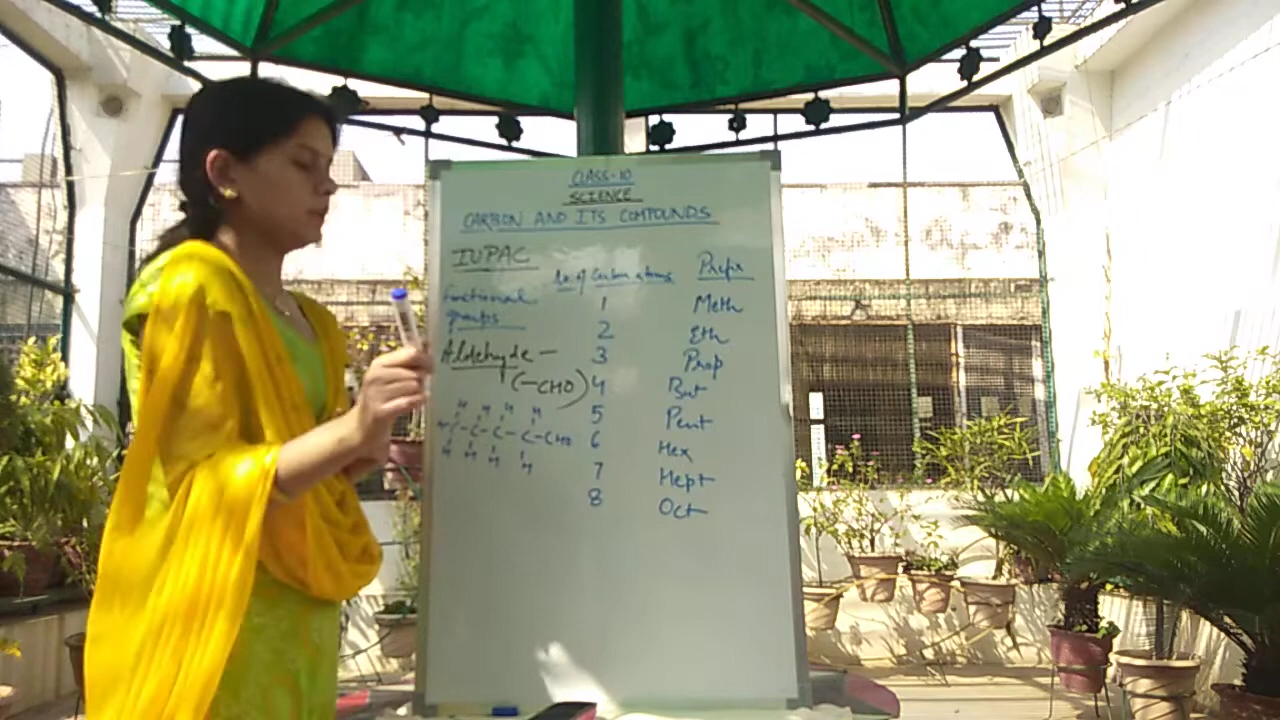 CLASS-10
SCIENCE
CARBON AND ITS COMPOUNDS
IUPAC
No. of Carbon atoms Prefix
Functional
groups
1 Meth
2 Eth
Aldehyde - 3 Prop
(-CHO) 4 But
5 Pent
6 Hex
7 Hept
8 Oct
H H H H
H-C-C-C-C-CHO
H H H H